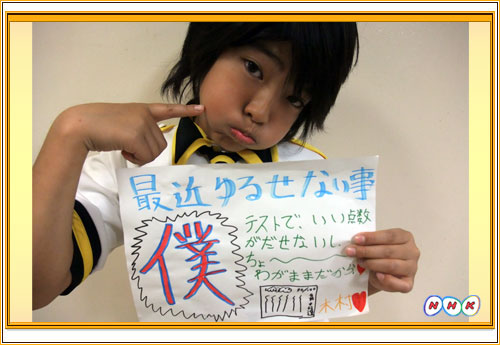 最近ゆるせない事
僕
テストで、いい点数
がだせないし、
ちょ〜
わがままだから
木村
NHK